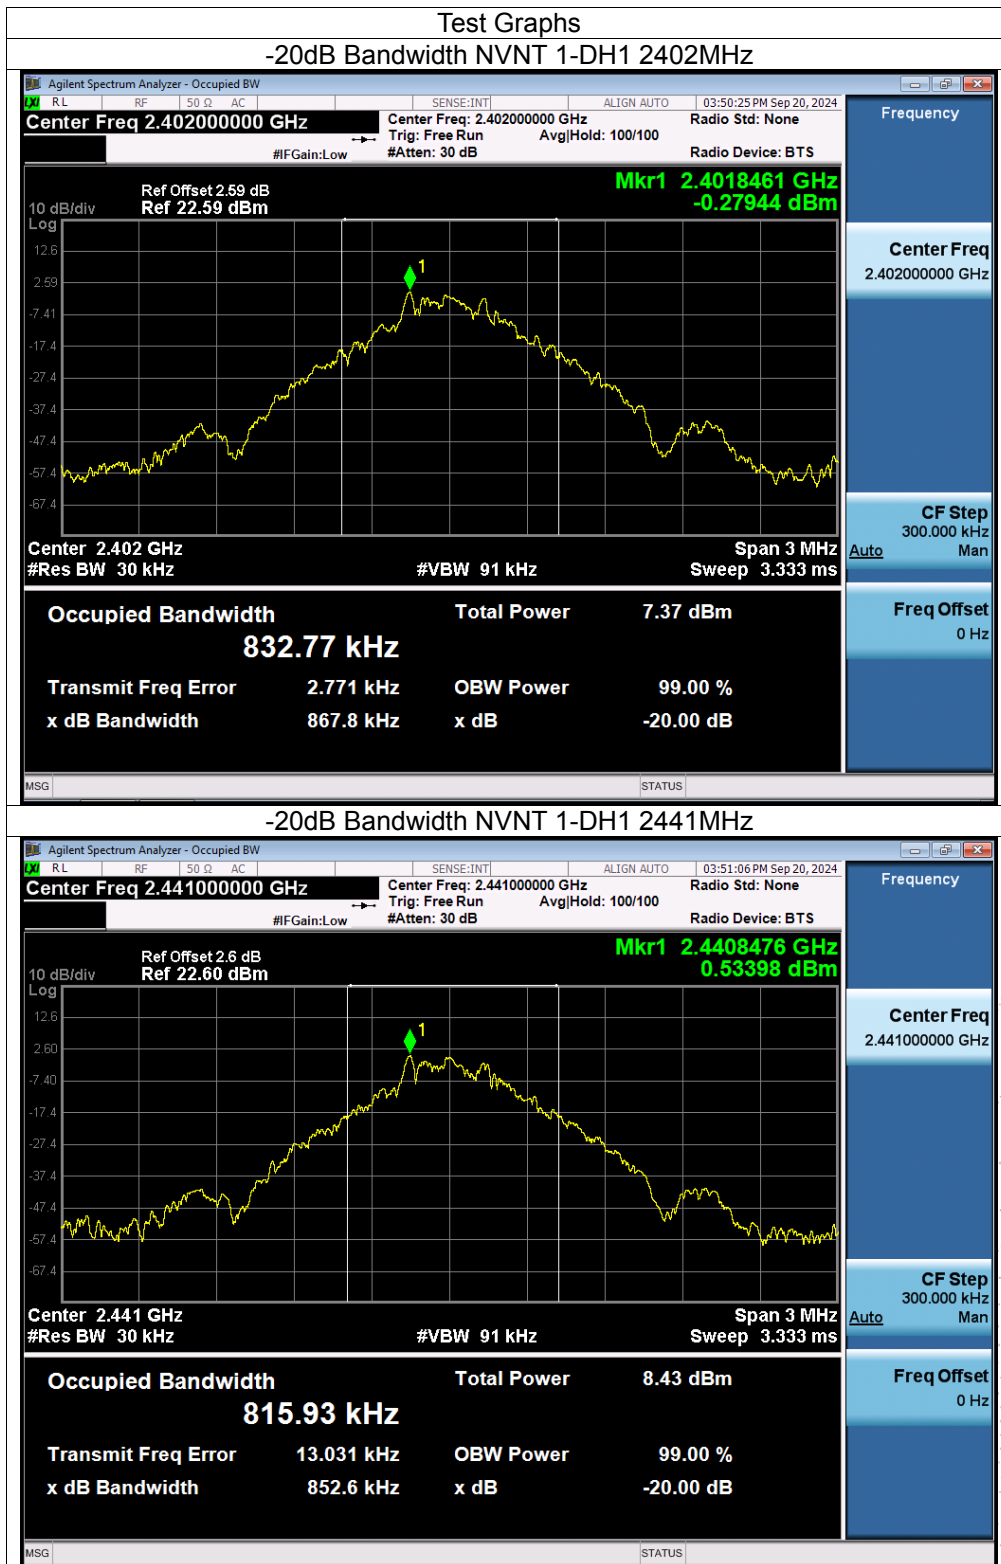 Test Graphs
-20dB Bandwidth NVNT 1-DH1 2402MHz
Agilent Spectrum Analyzer - Occupied BW
LXI RL RF 50 Ω AC SENSE:INT ALIGN AUTO 03:50:25 PM Sep 20, 2024
Center Freq 2.402000000 GHz Center Freq: 2.402000000 GHz Radio Std: None
Trig: Free Run Avg|Hold: 100/100
#IFGain:Low #Atten: 30 dB Radio Device: BTS
Frequency
Mkr1 2.4018461 GHz
-0.27944 dBm
Ref Offset 2.59 dB
10 dB/div Ref 22.59 dBm
Log
12.6
2.59
-7.41
-17.4
-27.4
-37.4
-47.4
-57.4
-67.4
1
Center 2.402 GHz Span 3 MHz
#Res BW 30 kHz #VBW 91 kHz Sweep 3.333 ms
Center Freq
2.402000000 GHz
CF Step
300.000 kHz
Auto Man
Freq Offset
0 Hz
Occupied Bandwidth Total Power 7.37 dBm
832.77 kHz
Transmit Freq Error 2.771 kHz OBW Power 99.00 %
x dB Bandwidth 867.8 kHz x dB -20.00 dB
MSG STATUS
-20dB Bandwidth NVNT 1-DH1 2441MHz
Agilent Spectrum Analyzer - Occupied BW
LXI RL RF 50 Ω AC SENSE:INT ALIGN AUTO 03:51:06 PM Sep 20, 2024
Center Freq 2.441000000 GHz Center Freq: 2.441000000 GHz Radio Std: None
Trig: Free Run Avg|Hold: 100/100
#IFGain:Low #Atten: 30 dB Radio Device: BTS
Frequency
Mkr1 2.4408476 GHz
0.53398 dBm
Ref Offset 2.6 dB
10 dB/div Ref 22.60 dBm
Log
12.6
2.60
-7.40
-17.4
-27.4
-37.4
-47.4
-57.4
-67.4
1
Center 2.441 GHz Span 3 MHz
#Res BW 30 kHz #VBW 91 kHz Sweep 3.333 ms
Center Freq
2.441000000 GHz
CF Step
300.000 kHz
Auto Man
Freq Offset
0 Hz
Occupied Bandwidth Total Power 8.43 dBm
815.93 kHz
Transmit Freq Error 13.031 kHz OBW Power 99.00 %
x dB Bandwidth 852.6 kHz x dB -20.00 dB
MSG STATUS